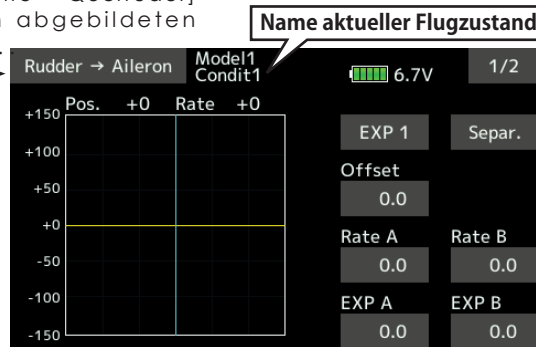 abgebildeten
Name aktueller Flugzustand
Rudder → Aileron
Model1
Condit1
6.7V
1/2
Pos. +0 Rate +0
+150
+100
+50
+0
-50
-100
-150
EXP 1
Separ.
Offset
0.0
Rate A
Rate B
0.0
0.0
EXP A
EXP B
0.0
0.0